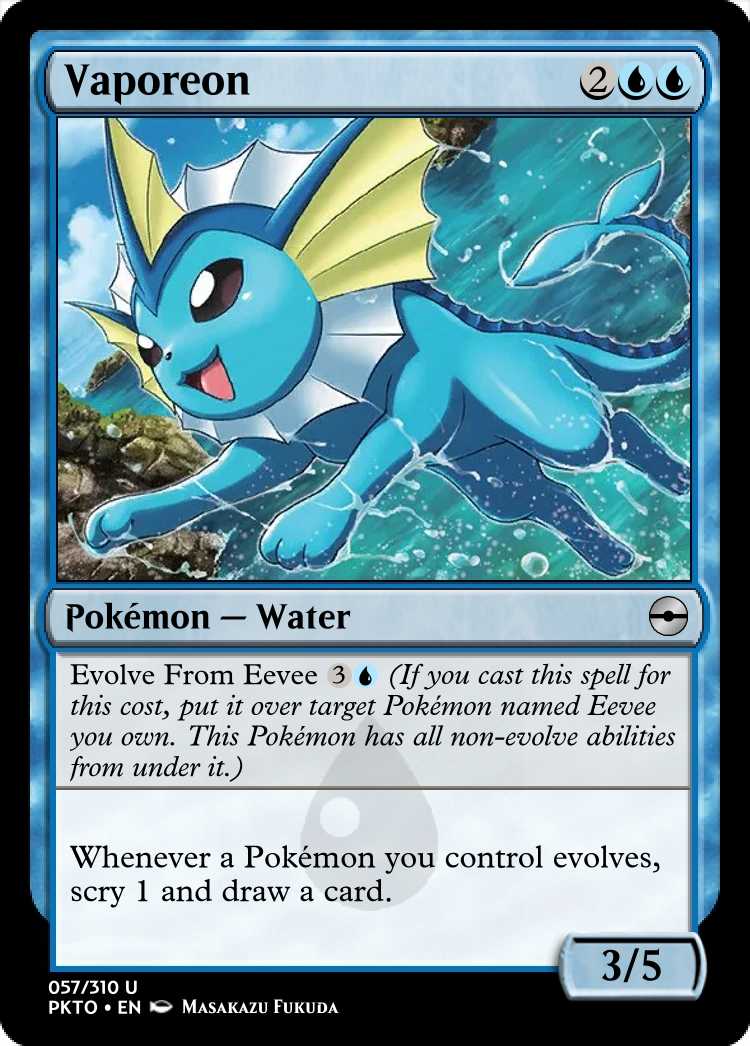 Vaporeon 2
Pokémon — Water
Evolve From Eevee 3 (If you cast this spell for
this cost, put it over target Pokémon named Eevee
you own. This Pokémon has all non-evolve abilities
from under it.)
Whenever a Pokémon you control evolves,
scry 1 and draw a card.
3/5
057/310 U
PKTO • EN Masakazu Fukuda